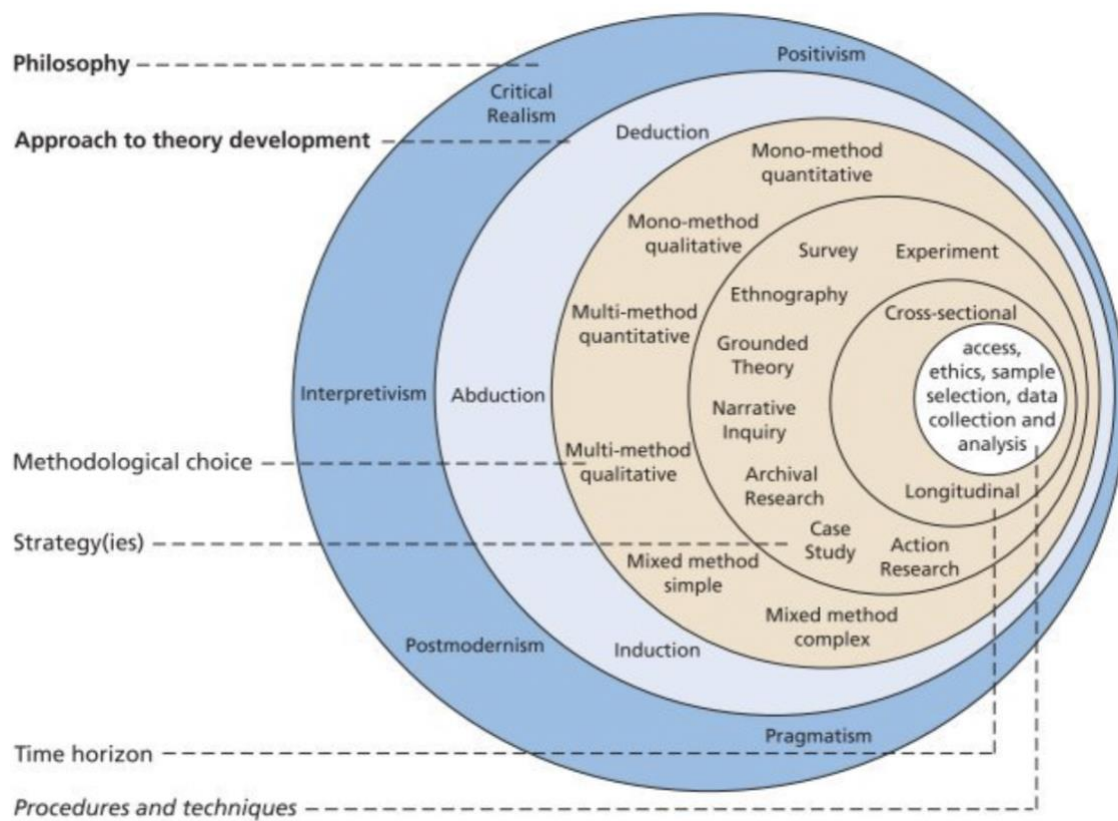 Philosophy
Positivism
Critical
Realism
Approach to theory development
Deduction
Mono-method
quantitative
Mono-method
qualitative
Survey
Experiment
Ethnography
Multi-method
quantitative
Cross-sectional
Grounded
Theory
access,
ethics, sample
selection, data
collection and
analysis
Interpretivism
Abduction
Narrative
Inquiry
Methodological choice
Multi-method
qualitative
Archival
Research
Longitudinal
Strategy(ies)
Case
Study
Action
Research
Mixed method
simple
Mixed method
complex
Postmodernism
Induction
Pragmatism
Time horizon
Procedures and techniques